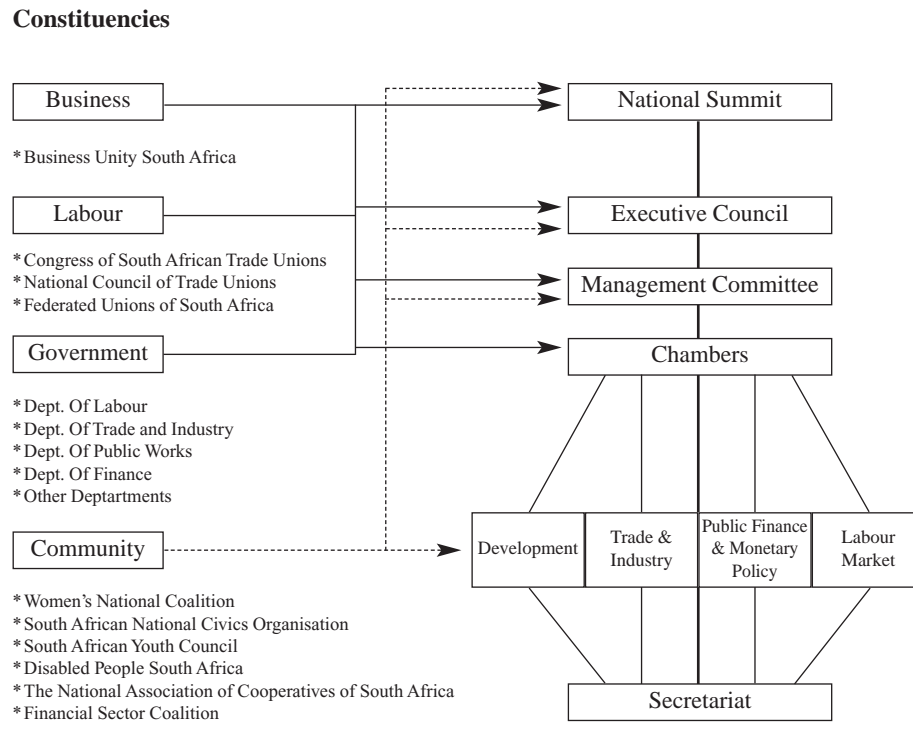 Constituencies
Business
*Business Unity South Africa
Labour
*Congress of South African Trade Unions
*National Council of Trade Unions
*Federated Unions of South Africa
Government
*Dept. Of Labour
*Dept. Of Trade and Industry
*Dept. Of Public Works
*Dept. Of Finance
*Other Deptartments
Community
*Women's National Coalition
*South African National Civics Organisation
*South African Youth Council
*Disabled People South Africa
*The National Association of Cooperatives of South Africa
*Financial Sector Coalition
National Summit
Executive Council
Management Committee
Chambers
Development
Trade &
Industry
Public Finance
& Monetary
Policy
Labour
Market
Secretariat